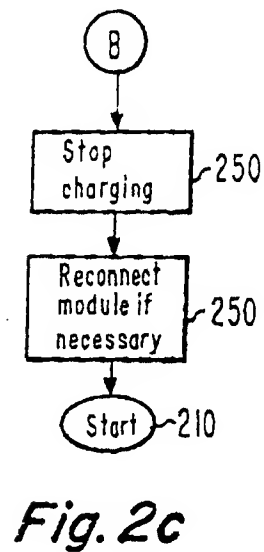 B
Stop
charging
250
Reconnect
module if
necessary
250
Start
210
Fig. 2c